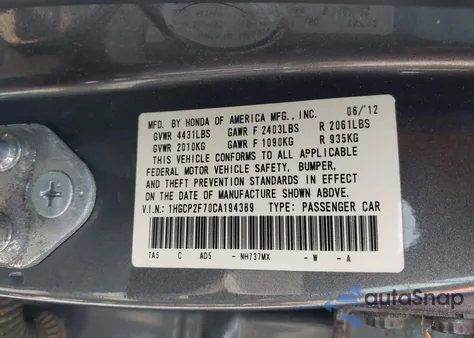 MFD. BY HONDA OF AMERICA MFG., INC. 06/'12
GVWR 4431LBS GAWR F 2403LBS R 2061LBS
GVWR 2010KG GAWR F 1090KG R 935KG
THIS VEHICLE CONFORMS TO ALL APPLICABLE
FEDERAL MOTOR VEHICLE SAFETY, BUMPER,
AND THEFT PREVENTION STANDARDS IN EFFECT
ON THE DATE OF MANUFACTURE SHOWN ABOVE.
V.I.N.: 1HGCP2F70CA194389 TYPE: PASSENGER CAR
TA5 C AD5 - NH737MX - W - A
autoSnap